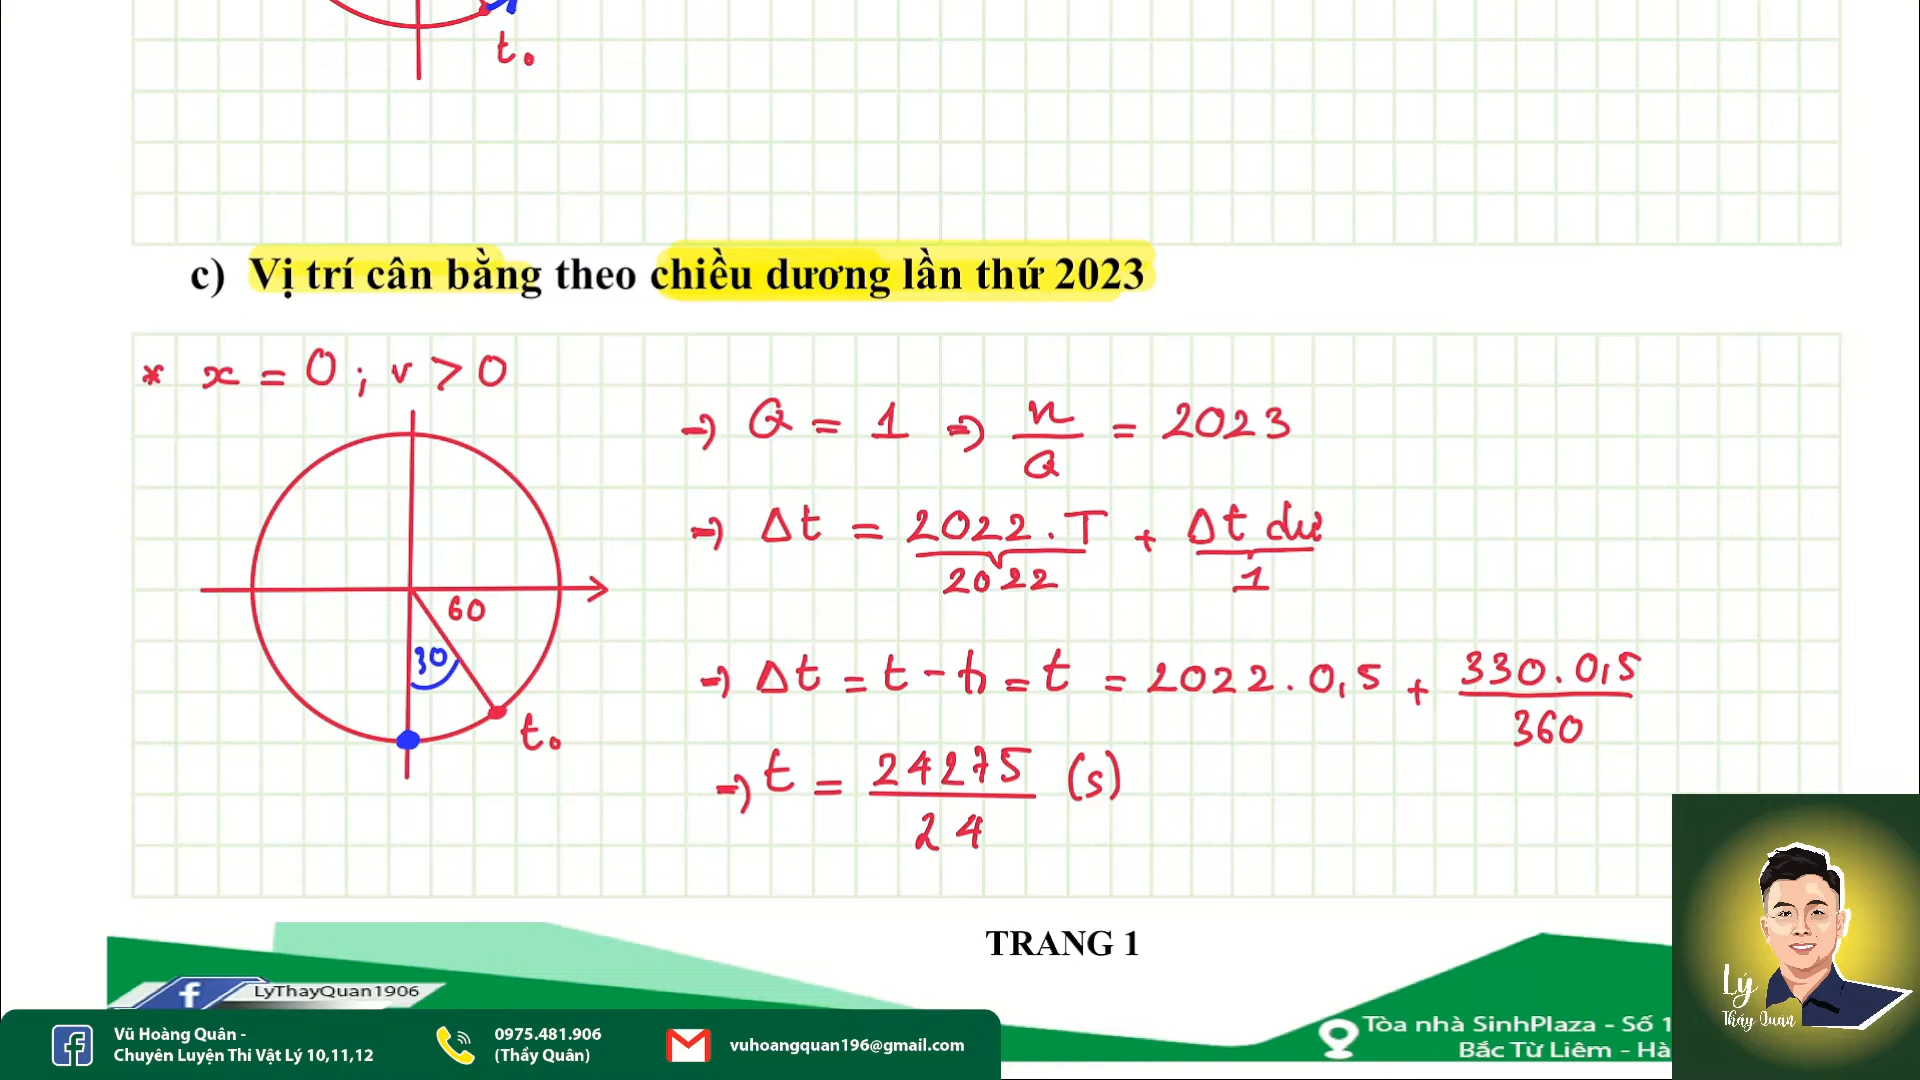 t₀
c) Vị trí cân bằng theo chiều dương lần thứ 2023
* x = 0 ; v > 0
=> Q = 1 => n/Q = 2023
=> Δt = 2022.T + Δt dư
2022 1
60
30
t₀
=> Δt = t - t₀ = t = 2022.0,5 + 330.0,5/360
=> t = 24275/24 (s)
TRANG 1
LyThayQuan1906
Vũ Hoàng Quân -
Chuyên Luyện Thi Vật Lý 10,11,12
0975.481.906
(Thầy Quân)
vuhoangquan196@gmail.com
Tòa nhà SinhPlaza - Số 1
Bắc Từ Liêm - Hà
Lý
Thầy Quân